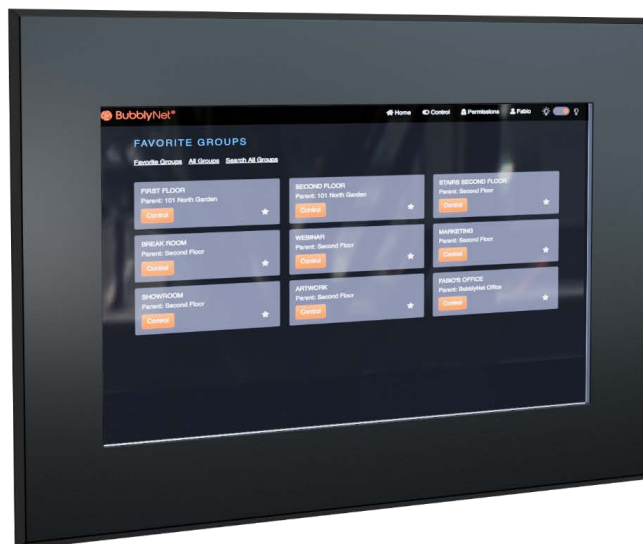 BubblyNet®
Home Control Permissions Fabio
FAVORITE GROUPS
Favorite Groups All Groups Search All Groups
FIRST FLOOR
Parent: 101 North Garden
Control
SECOND FLOOR
Parent: 101 North Garden
Control
STAIRS SECOND FLOOR
Parent: Second Floor
Control
BREAK ROOM
Parent: Second Floor
Control
WEBINAR
Parent: Second Floor
Control
MARKETING
Parent: Second Floor
Control
SHOWROOM
Parent: Second Floor
Control
ARTWORK
Parent: Second Floor
Control
FABIO'S OFFICE
Parent: BubblyNet Office
Control